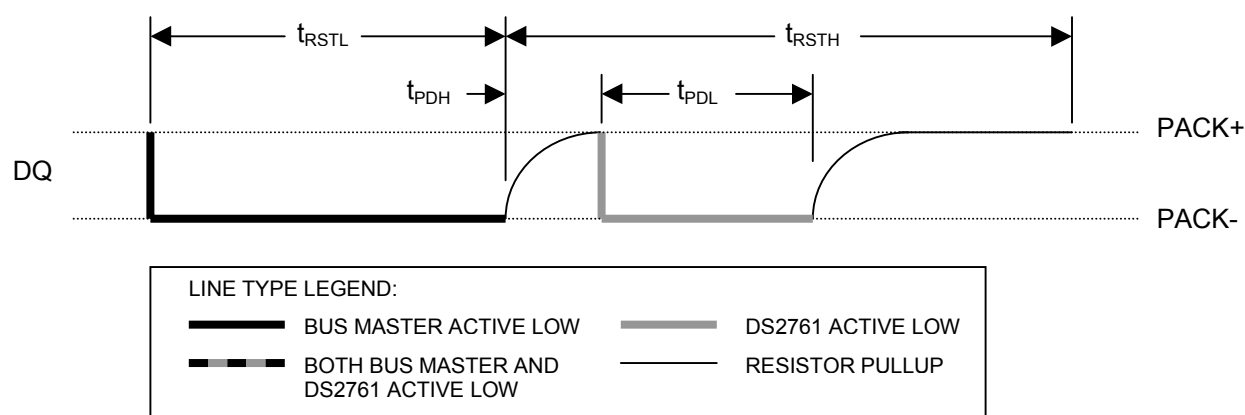 tRSTL
tRSTH
tPDH
tPDL
PACK+
DQ
PACK-
LINE TYPE LEGEND:
BUS MASTER ACTIVE LOW
DS2761 ACTIVE LOW
BOTH BUS MASTER AND
DS2761 ACTIVE LOW
RESISTOR PULLUP